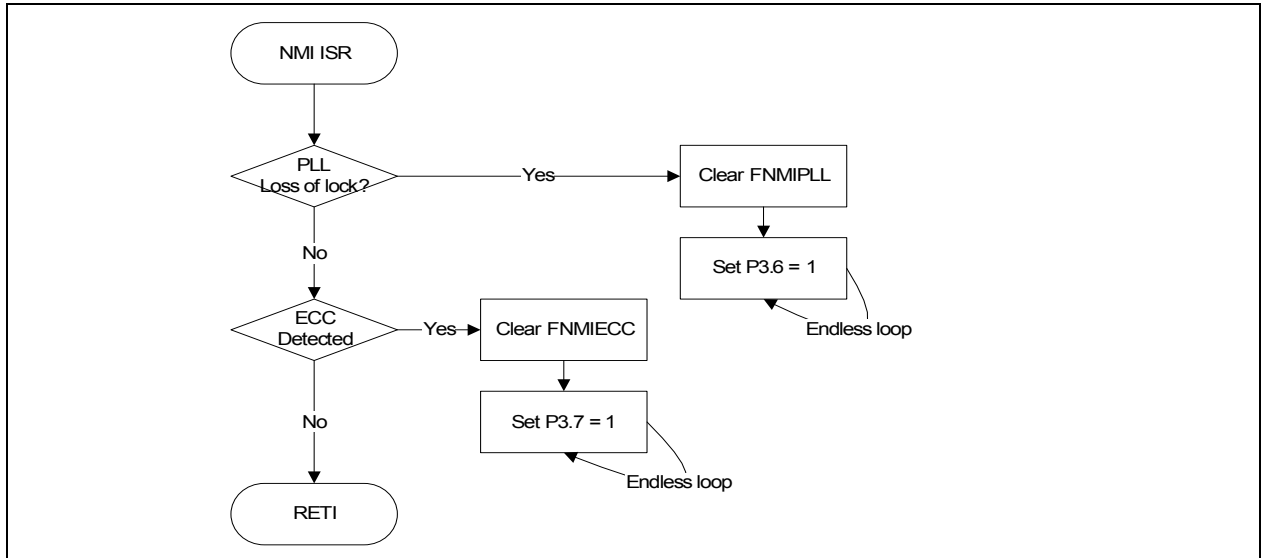 NMI ISR
PLL
Loss of lock?
Yes
Clear FNMIPLL
Set P3.6 = 1
Endless loop
No
ECC
Detected
Yes
Clear FNMIECC
Set P3.7 = 1
Endless loop
No
RETI